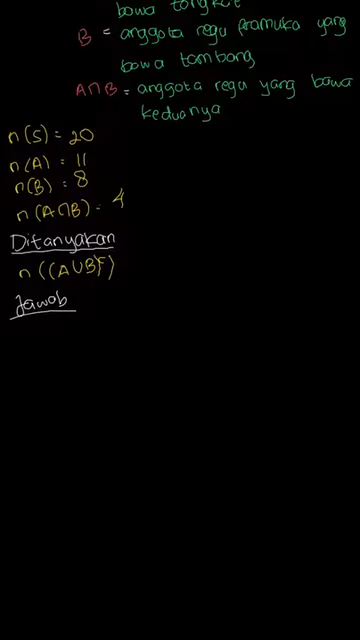 bawa tongkat
B = anggota regu pramuka yang
bawa tambang
A∩B = anggota regu yang bawa
keduanya
n(S) = 20
n(A) = 11
n(B) = 8
n(A∩B) = 4
Ditanyakan
n((A∪B)ᶜ)
Jawab